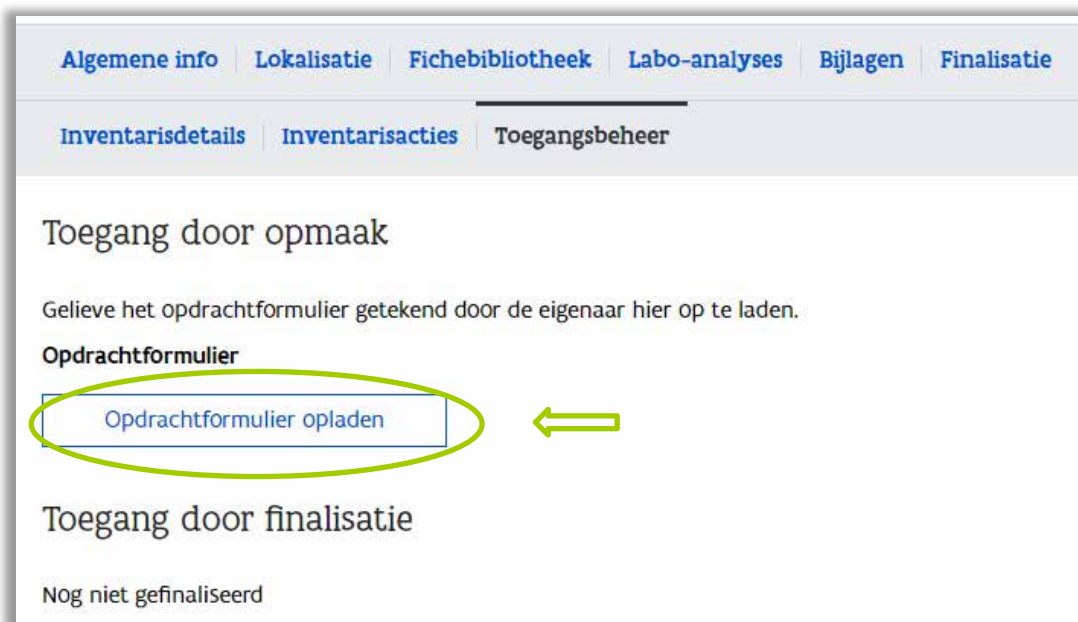 Algemene info Lokalisatie Fichebibliotheek Labo-analyses Bijlagen Finalisatie
Inventarisdetails Inventarisacties Toegangsbeheer
Toegang door opmaak
Gelieve het opdrachtformulier getekend door de eigenaar hier op te laden.
Opdrachtformulier
Opdrachtformulier opladen
Toegang door finalisatie
Nog niet gefinaliseerd